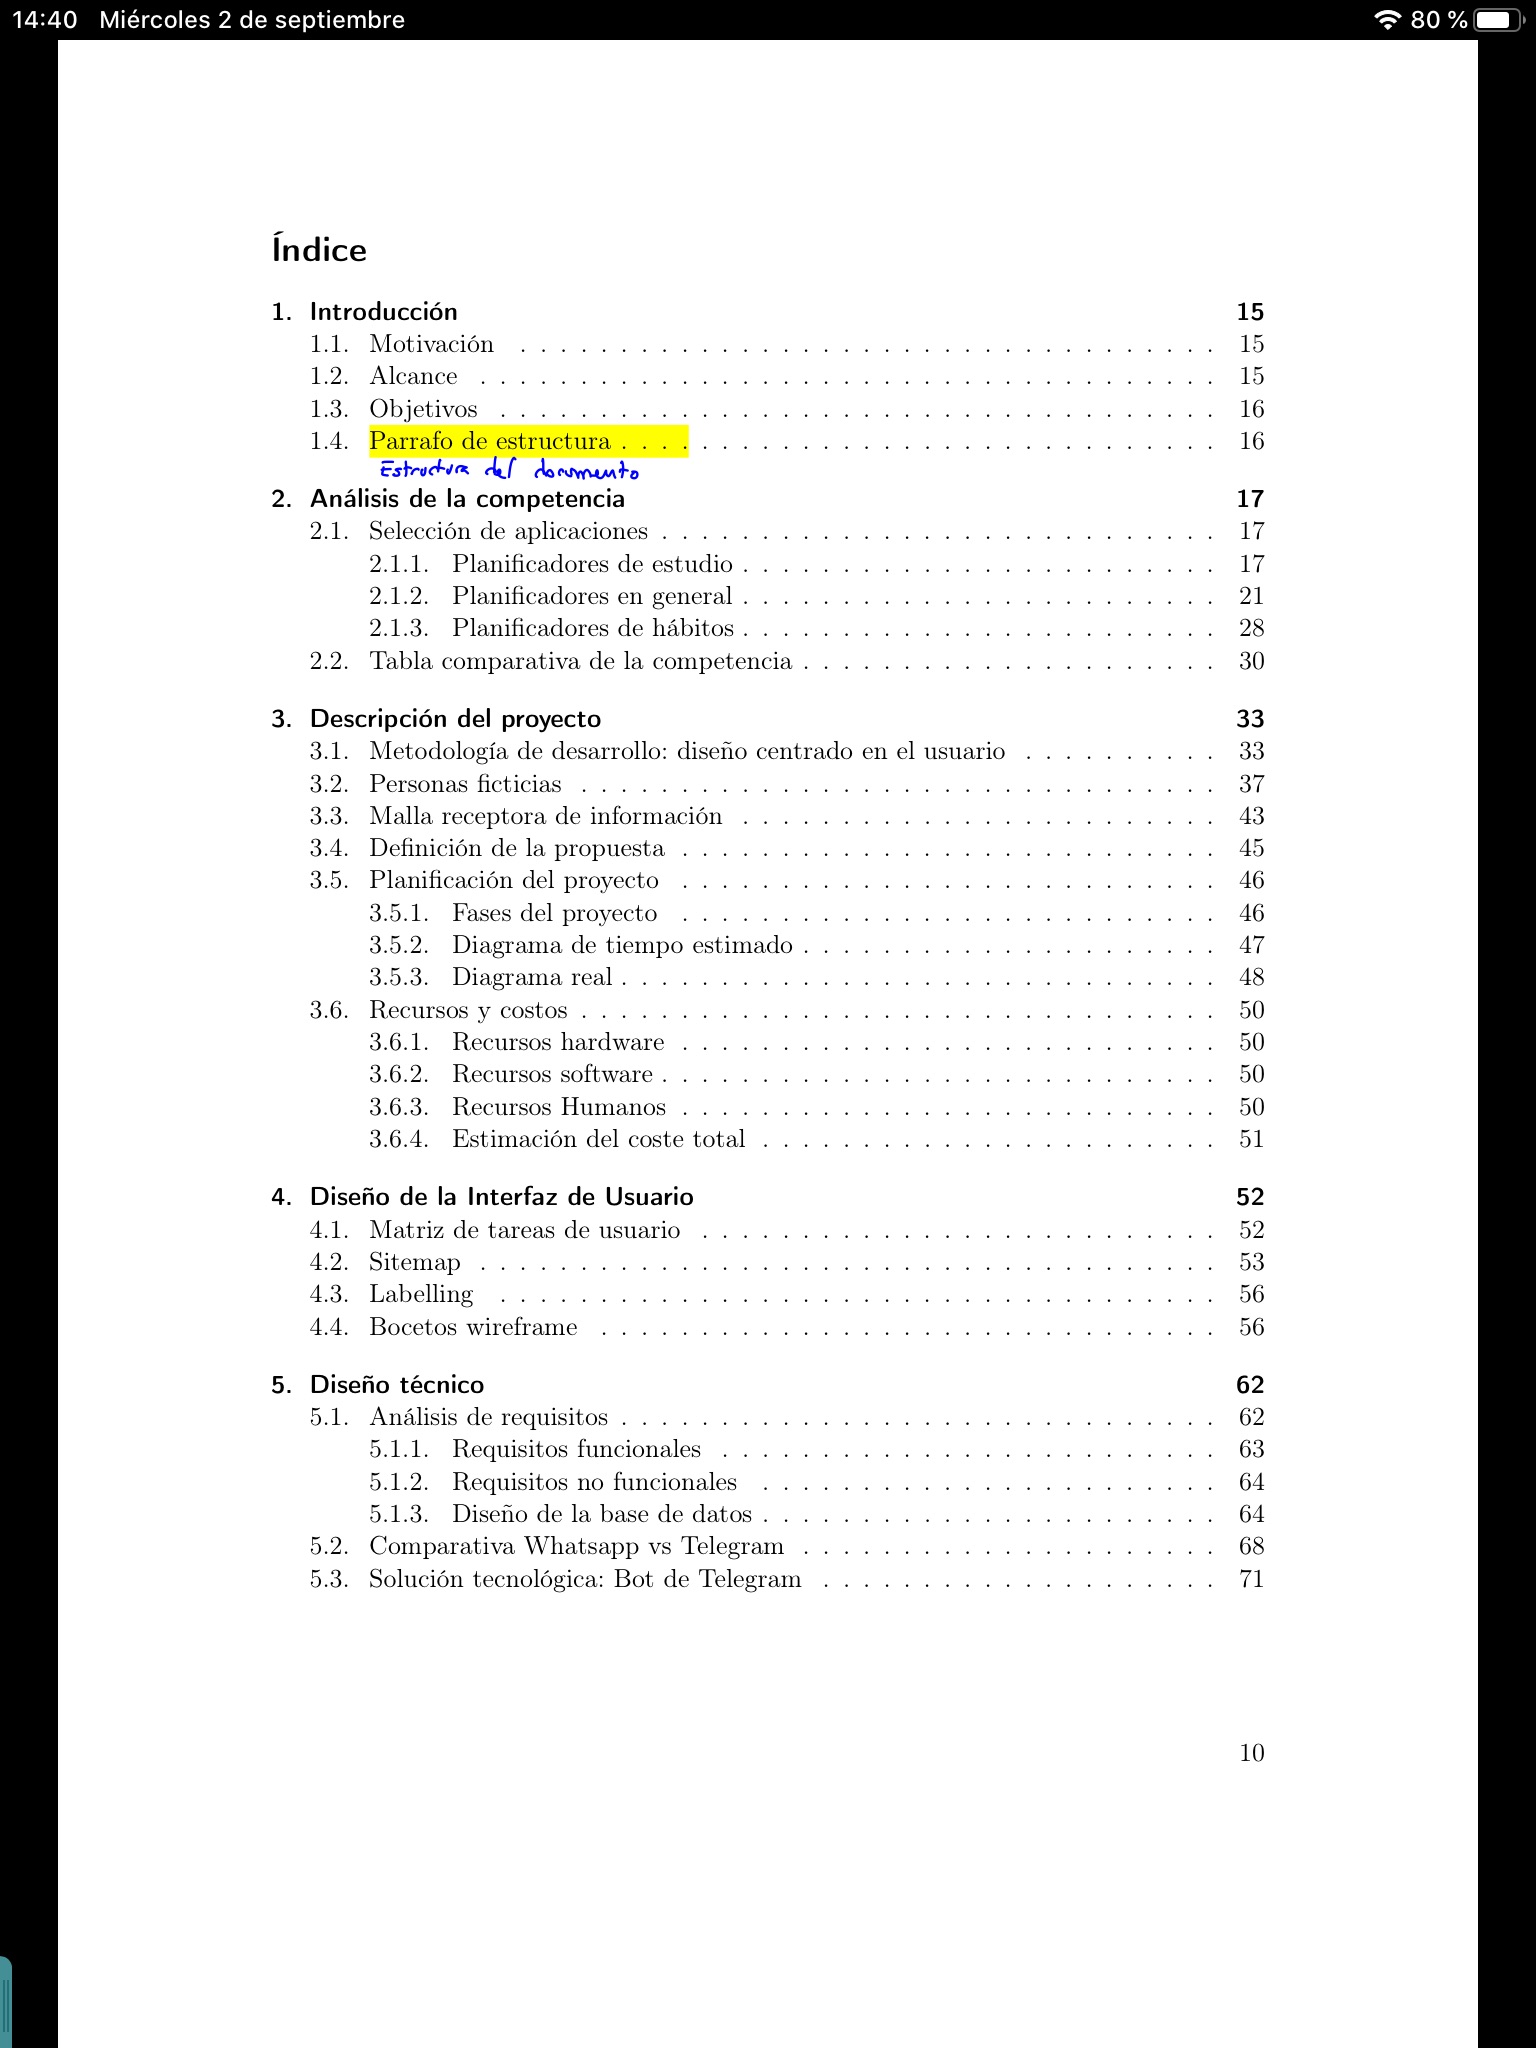 14:40 Miércoles 2 de septiembre 80 %
Índice
1. Introducción 15
1.1. Motivación . . . . . . . . . . . . . . . . . . . . . . . . . . . . . . . . . . . 15
1.2. Alcance . . . . . . . . . . . . . . . . . . . . . . . . . . . . . . . . . . . . . 15
1.3. Objetivos . . . . . . . . . . . . . . . . . . . . . . . . . . . . . . . . . . . . 16
1.4. Parrafo de estructura . . . . . . . . . . . . . . . . . . . . . . . . . . . . . . 16
Estructura del documento
2. Análisis de la competencia 17
2.1. Selección de aplicaciones . . . . . . . . . . . . . . . . . . . . . . . . . . . . 17
2.1.1. Planificadores de estudio . . . . . . . . . . . . . . . . . . . . . . . . 17
2.1.2. Planificadores en general . . . . . . . . . . . . . . . . . . . . . . . . 21
2.1.3. Planificadores de hábitos . . . . . . . . . . . . . . . . . . . . . . . . 28
2.2. Tabla comparativa de la competencia . . . . . . . . . . . . . . . . . . . . . 30
3. Descripción del proyecto 33
3.1. Metodología de desarrollo: diseño centrado en el usuario . . . . . . . . . . 33
3.2. Personas ficticias . . . . . . . . . . . . . . . . . . . . . . . . . . . . . . . . 37
3.3. Malla receptora de información . . . . . . . . . . . . . . . . . . . . . . . . 43
3.4. Definición de la propuesta . . . . . . . . . . . . . . . . . . . . . . . . . . . 45
3.5. Planificación del proyecto . . . . . . . . . . . . . . . . . . . . . . . . . . . 46
3.5.1. Fases del proyecto . . . . . . . . . . . . . . . . . . . . . . . . . . . 46
3.5.2. Diagrama de tiempo estimado . . . . . . . . . . . . . . . . . . . . . 47
3.5.3. Diagrama real . . . . . . . . . . . . . . . . . . . . . . . . . . . . . . 48
3.6. Recursos y costos . . . . . . . . . . . . . . . . . . . . . . . . . . . . . . . . 50
3.6.1. Recursos hardware . . . . . . . . . . . . . . . . . . . . . . . . . . . 50
3.6.2. Recursos software . . . . . . . . . . . . . . . . . . . . . . . . . . . . 50
3.6.3. Recursos Humanos . . . . . . . . . . . . . . . . . . . . . . . . . . . 50
3.6.4. Estimación del coste total . . . . . . . . . . . . . . . . . . . . . . . 51
4. Diseño de la Interfaz de Usuario 52
4.1. Matriz de tareas de usuario . . . . . . . . . . . . . . . . . . . . . . . . . . 52
4.2. Sitemap . . . . . . . . . . . . . . . . . . . . . . . . . . . . . . . . . . . . . 53
4.3. Labelling . . . . . . . . . . . . . . . . . . . . . . . . . . . . . . . . . . . . 56
4.4. Bocetos wireframe . . . . . . . . . . . . . . . . . . . . . . . . . . . . . . . 56
5. Diseño técnico 62
5.1. Análisis de requisitos . . . . . . . . . . . . . . . . . . . . . . . . . . . . . . 62
5.1.1. Requisitos funcionales . . . . . . . . . . . . . . . . . . . . . . . . . 63
5.1.2. Requisitos no funcionales . . . . . . . . . . . . . . . . . . . . . . . 64
5.1.3. Diseño de la base de datos . . . . . . . . . . . . . . . . . . . . . . . 64
5.2. Comparativa Whatsapp vs Telegram . . . . . . . . . . . . . . . . . . . . . 68
5.3. Solución tecnológica: Bot de Telegram . . . . . . . . . . . . . . . . . . . . 71
10